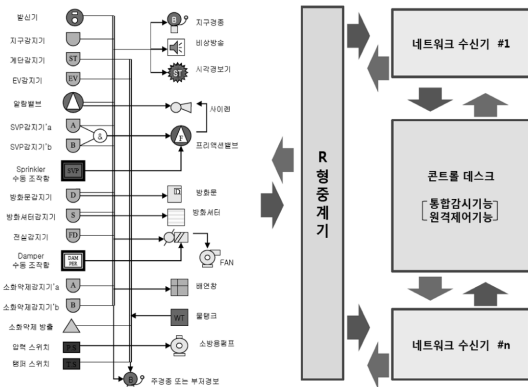 발신기
지구감지기
계단감지기
ST
EV감지기
EV
알람밸브
SVP감지기'a
A
&
SVP감지기'b
B
Sprinkler
수동 조작함
SVP
방화문감지기
D
방화셔터감지기
S
전실감지기
FD
Damper
수동 조작함
DAM
PER
소화약제감지기'a
A
소화약제감지기'b
B
소화약제 방출
압력 스위치
P S
탬퍼 스위치
T S
B
지구경종
비상방송
ST
시각경보기
사이렌
P
프리액션밸브
방화문
방화셔터
FAN
배연창
WT
물탱크
소방용펌프
B
주경종 또는 부저경보
R
형
중
계
기
네트워크 수신기 #1
콘트롤 데스크
통합감시기능
원격제어기능
네트워크 수신기 #n